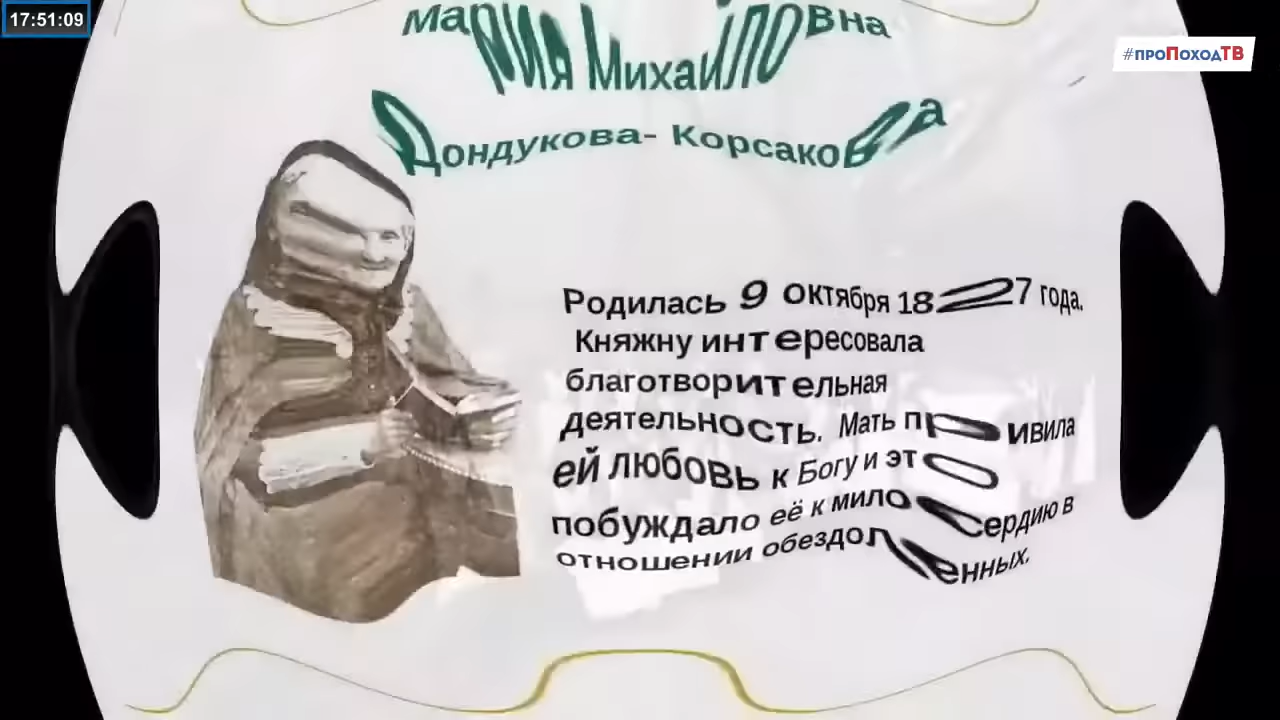 17:51:09
#проПоходТВ
Мария Михайловна
Дондукова- Корсакова
Родилась 9 октября 1827 года.
Княжну интересовала
благотворительная
деятельность. Мать прививила
ей любовь к Богу и это
побуждало её к милосердию в
отношении обездоленных.